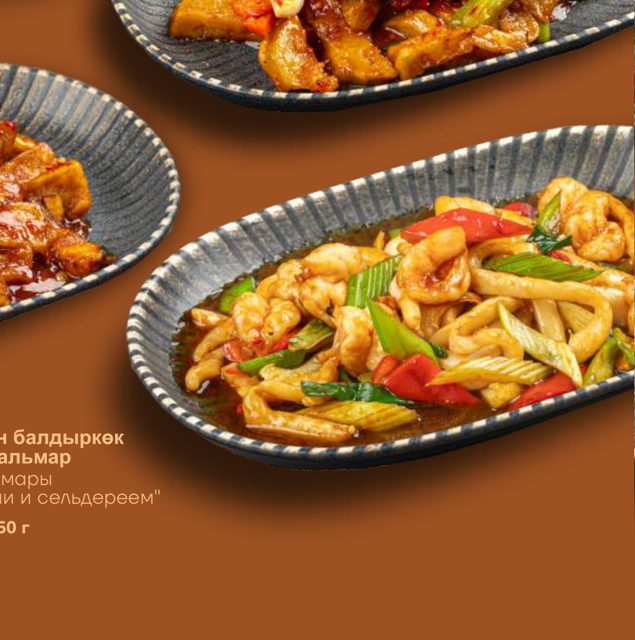 н балдыркөк
альмар
мары
и и сельдереем"
50 г